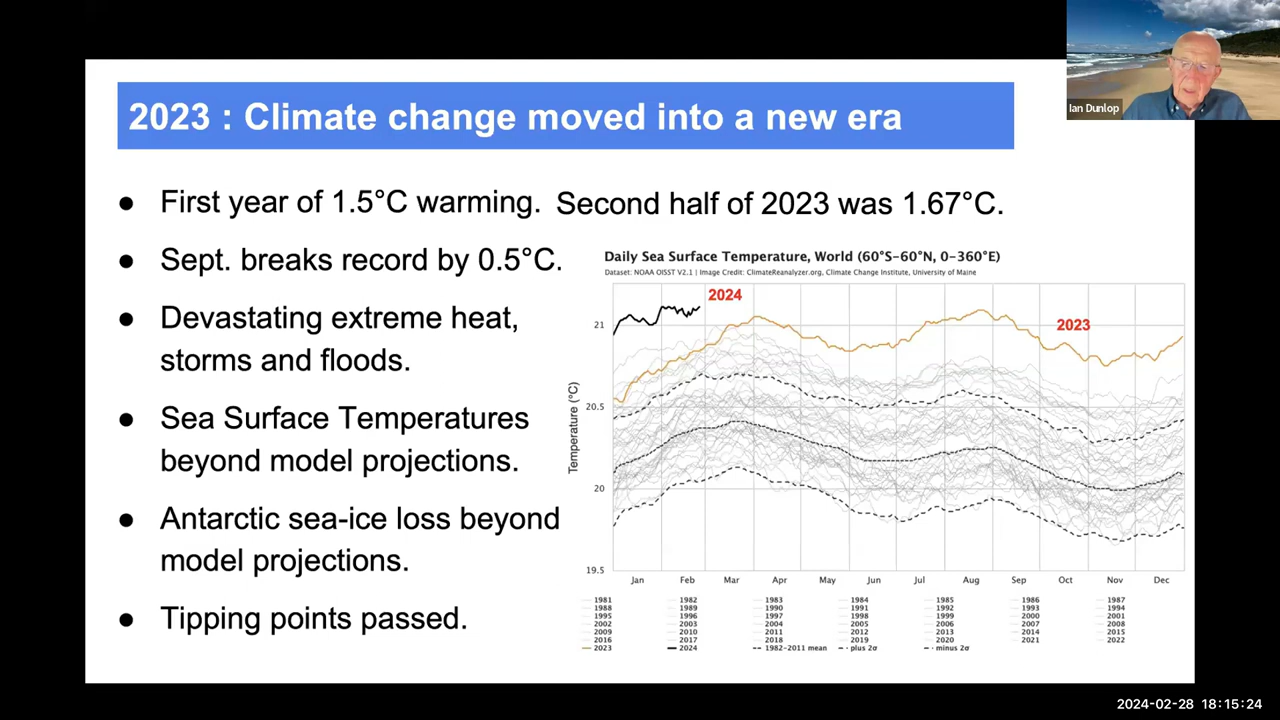 Ian Dunlop
2023 : Climate change moved into a new era
● First year of 1.5°C warming. Second half of 2023 was 1.67°C.
● Sept. breaks record by 0.5°C.
● Devastating extreme heat,
storms and floods.
● Sea Surface Temperatures
beyond model projections.
● Antarctic sea-ice loss beyond
model projections.
● Tipping points passed.
Daily Sea Surface Temperature, World (60°S–60°N, 0–360°E)
Dataset: NOAA OISST V2.1 | Image Credit: ClimateReanalyzer.org, Climate Change Institute, University of Maine
2024
2023
Temperature (°C)
21
20.5
20
19.5
Jan Feb Mar Apr May Jun Jul Aug Sep Oct Nov Dec
1981 1982 1983 1984 1985 1986 1987
1988 1989 1990 1991 1992 1993 1994
1995 1996 1997 1998 1999 2000 2001
2002 2003 2004 2005 2006 2007 2008
2009 2010 2011 2012 2013 2014 2015
2016 2017 2018 2019 2020 2021 2022
2023 2024 1982–2011 mean plus 2σ minus 2σ
2024-02-28 18:15:24